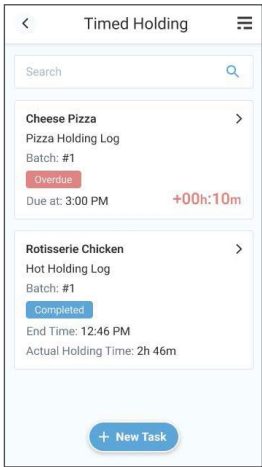 Timed Holding
Search
Cheese Pizza
Pizza Holding Log
Batch: #1
Overdue
Due at: 3:00 PM +00h:10m
Rotisserie Chicken
Hot Holding Log
Batch: #1
Completed
End Time: 12:46 PM
Actual Holding Time: 2h 46m
+ New Task